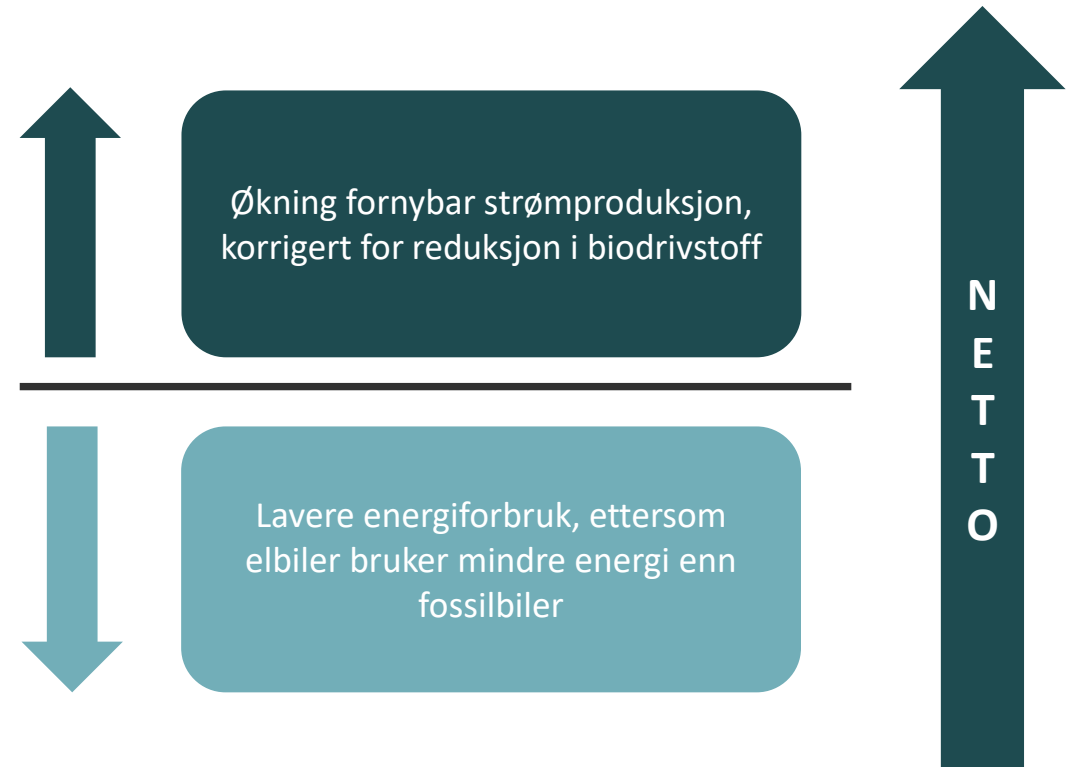 Økning fornybar strømproduksjon,
korrigert for reduksjon i biodrivstoff
Lavere energiforbruk, ettersom
elbiler bruker mindre energi enn
fossilbiler
N
E
T
T
O